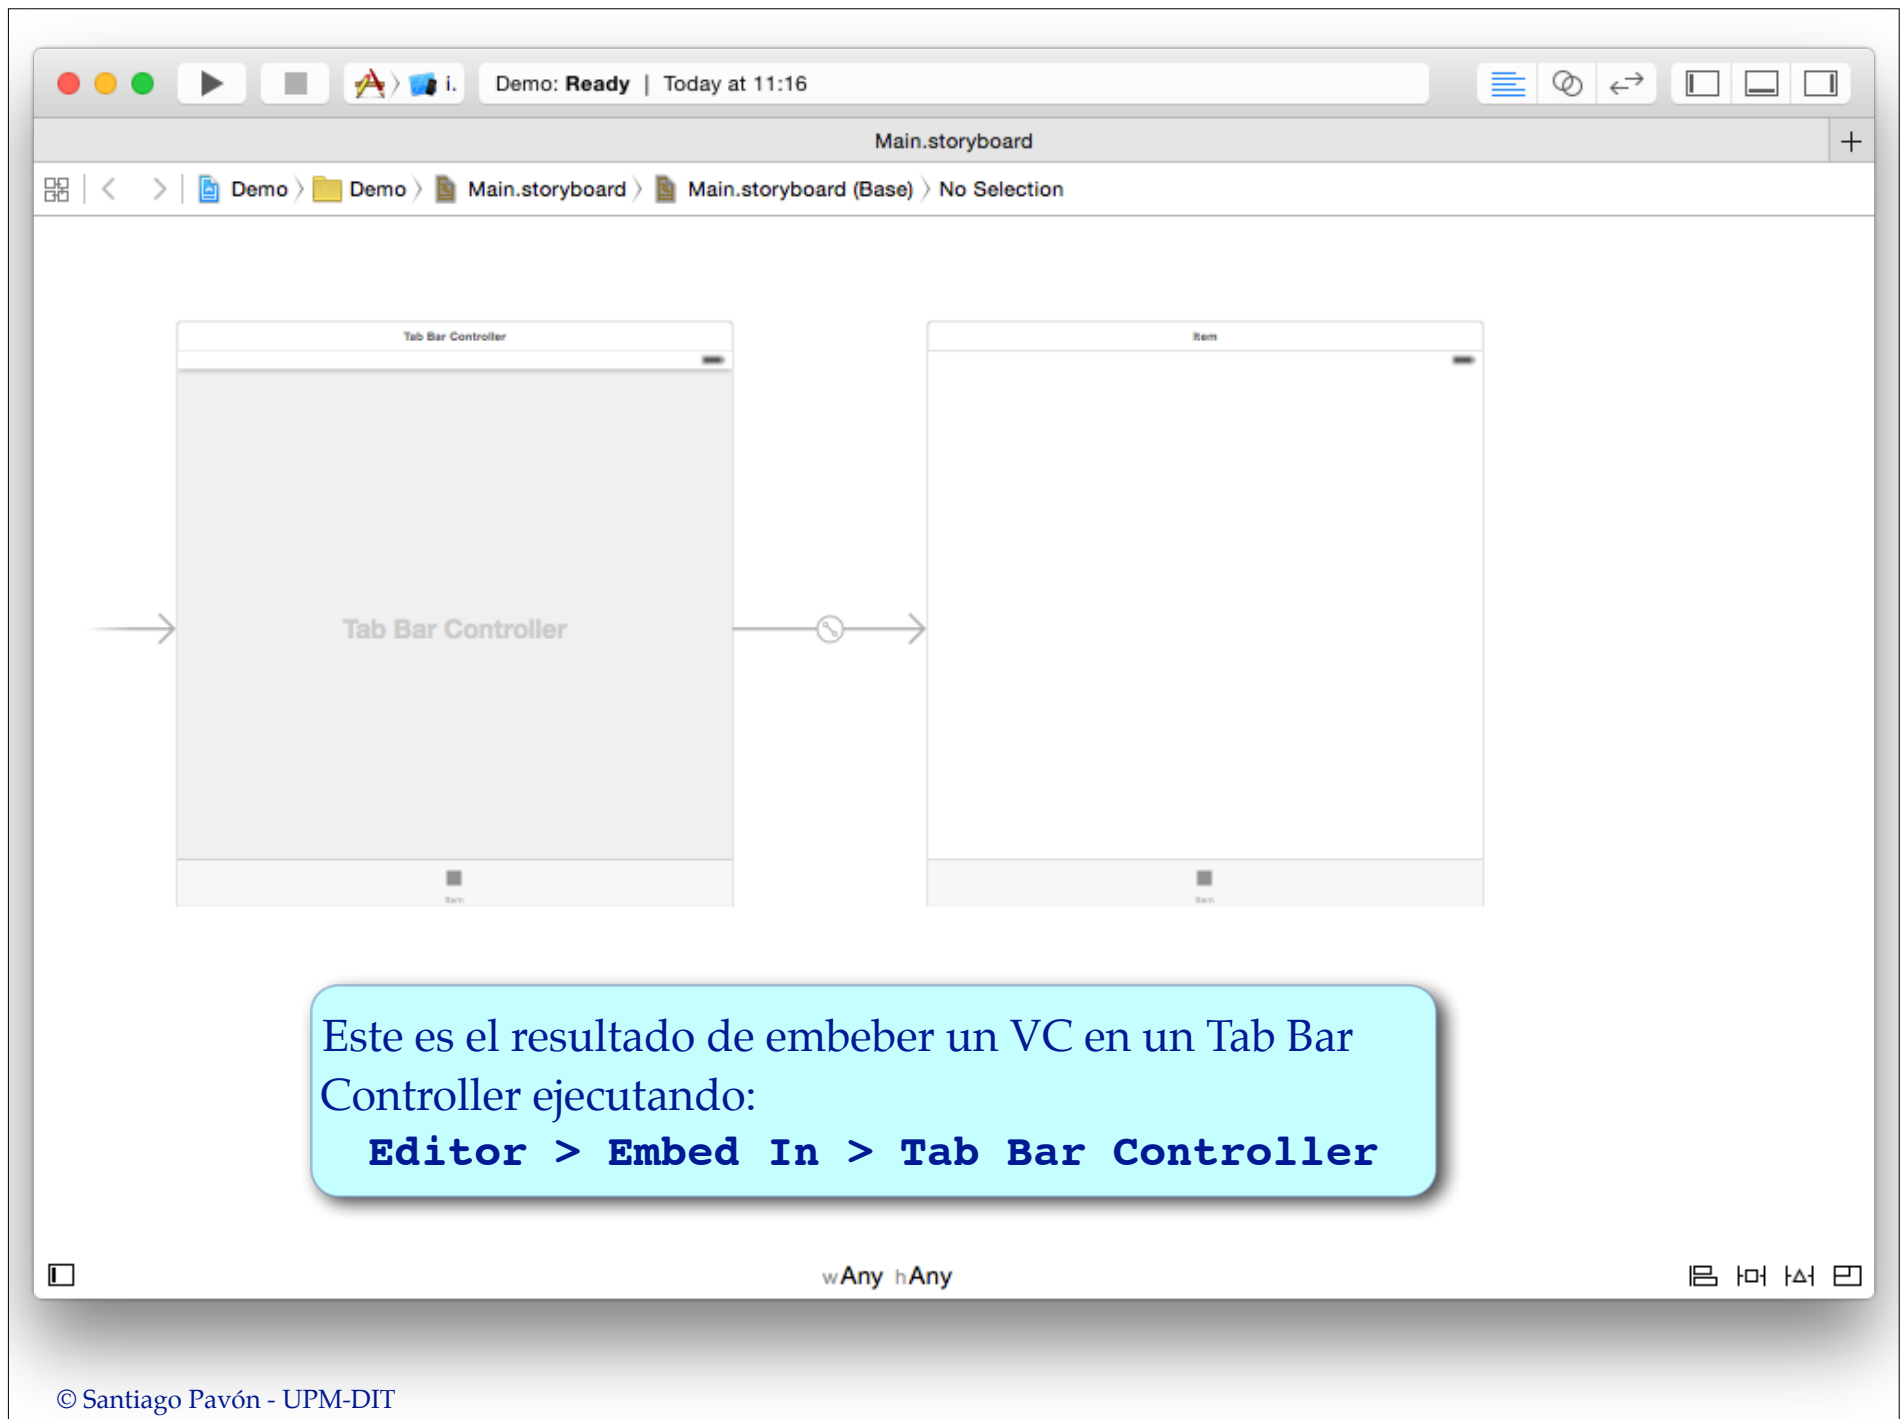 i.
Demo: Ready | Today at 11:16
Main.storyboard
Demo Demo Main.storyboard Main.storyboard (Base) No Selection
Tab Bar Controller
Item
Tab Bar Controller
Item
Item
Este es el resultado de embeber un VC en un Tab Bar
Controller ejecutando:
Editor > Embed In > Tab Bar Controller
wAny hAny
© Santiago Pavón - UPM-DIT